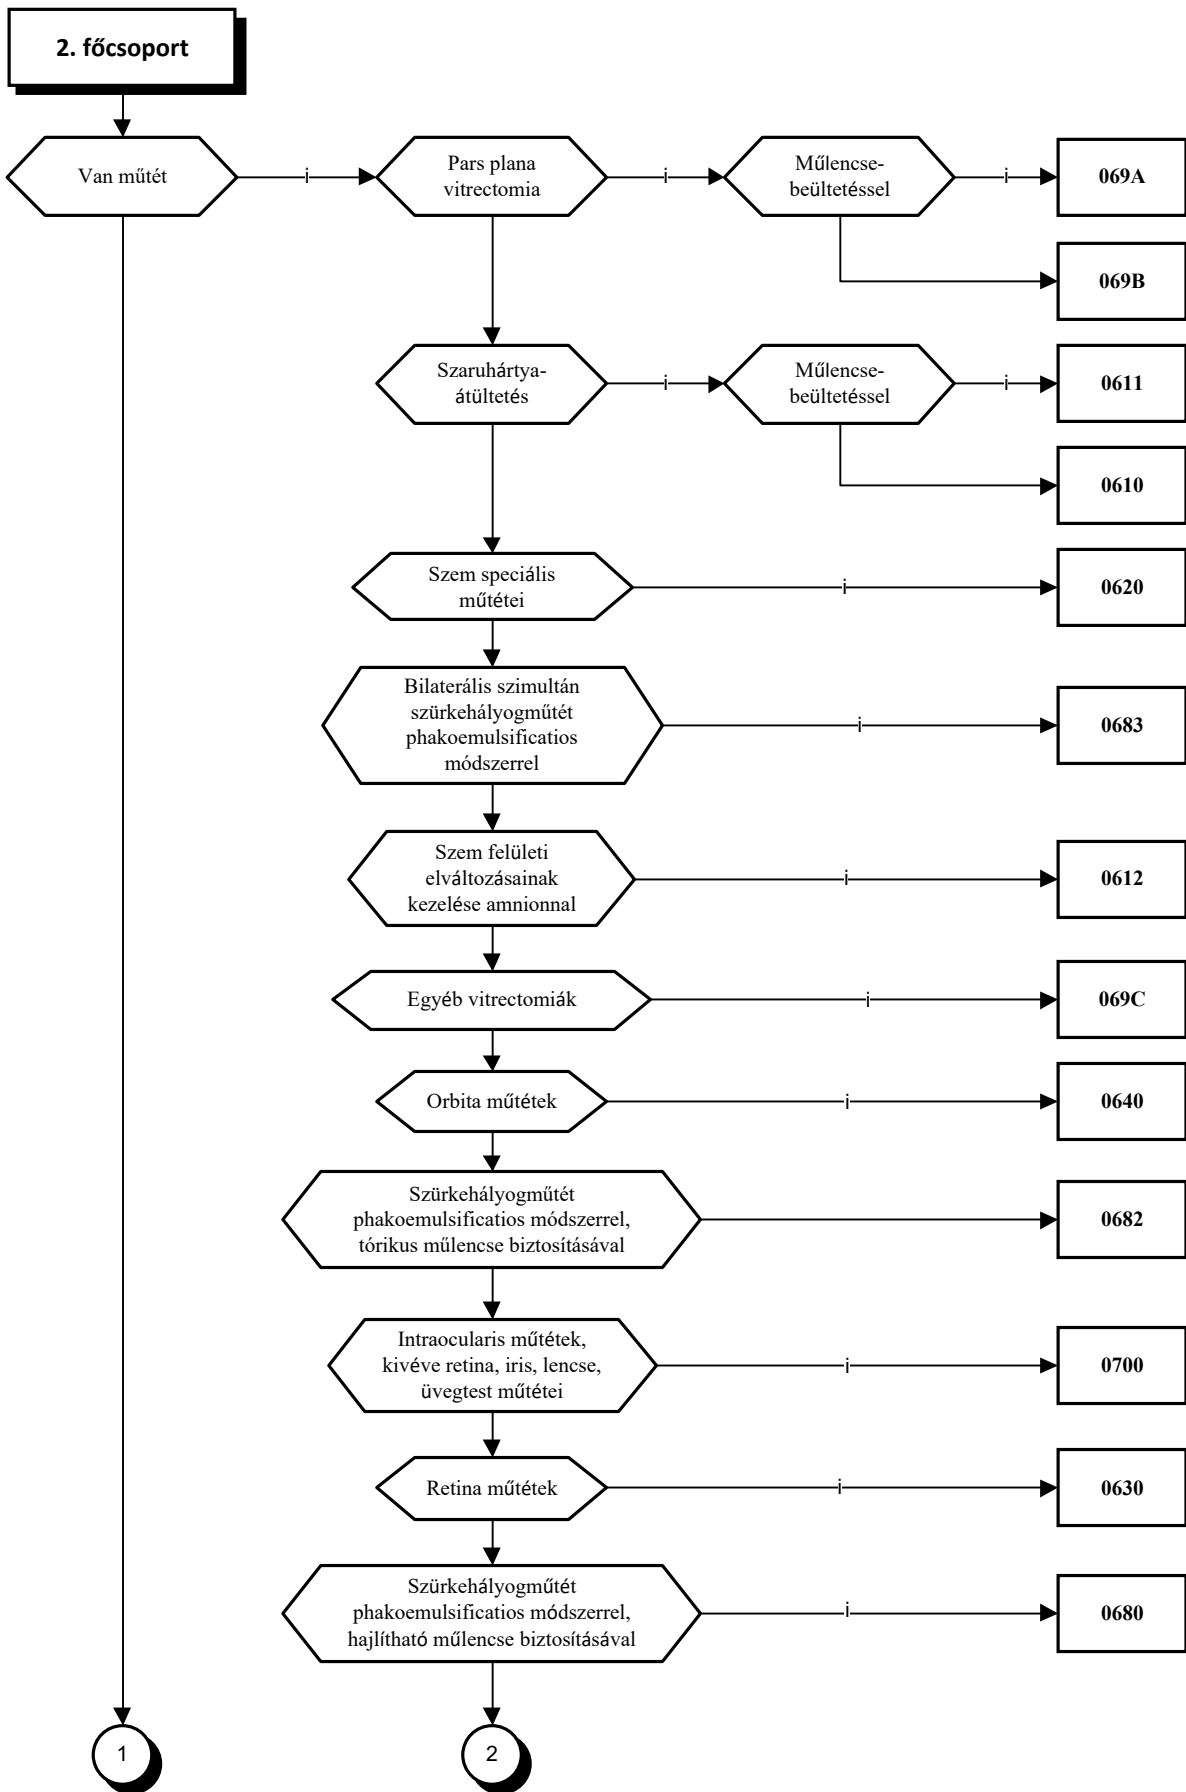 2. főcsoport
Van műtét
i
Pars plana
vitrectomia
i
Műlencse-
beültetéssel
i
069A
069B
Szaruhártya-
átültetés
i
Műlencse-
beültetéssel
i
0611
0610
Szem speciális
műtétei
i
0620
Bilaterális szimultán
szürkehályogműtét
phakoemulsificatios
módszerrel
i
0683
Szem felületi
elváltozásainak
kezelése amnionnal
i
0612
Egyéb vitrectomiák
i
069C
Orbita műtétek
i
0640
Szürkehályogműtét
phakoemulsificatios módszerrel,
tórikus műlencse biztosításával
0682
Intraocularis műtétek,
kivéve retina, iris, lencse,
üvegtest műtétei
i
0700
Retina műtétek
i
0630
Szürkehályogműtét
phakoemulsificatios módszerrel,
hajlítható műlencse biztosításával
i
0680
1
2